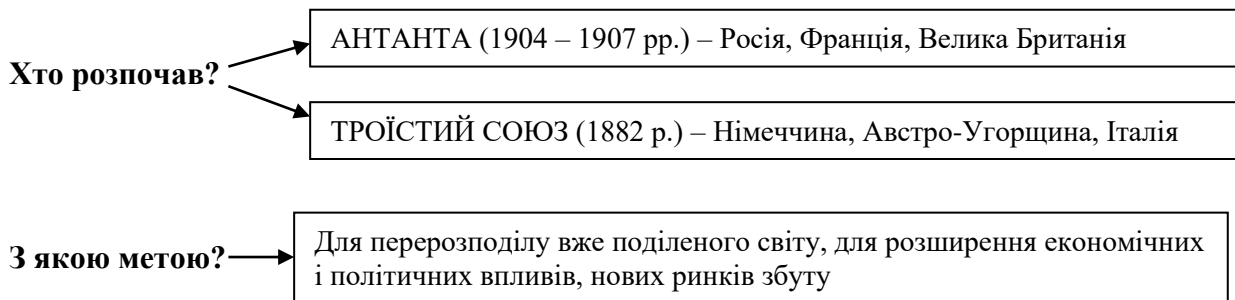 АНТАНТА (1904 – 1907 рр.) – Росія, Франція, Велика Британія
Хто розпочав?
ТРОЇСТИЙ СОЮЗ (1882 р.) – Німеччина, Австро-Угорщина, Італія
З якою метою?
Для перерозподілу вже поділеного світу, для розширення економічних
і політичних впливів, нових ринків збуту